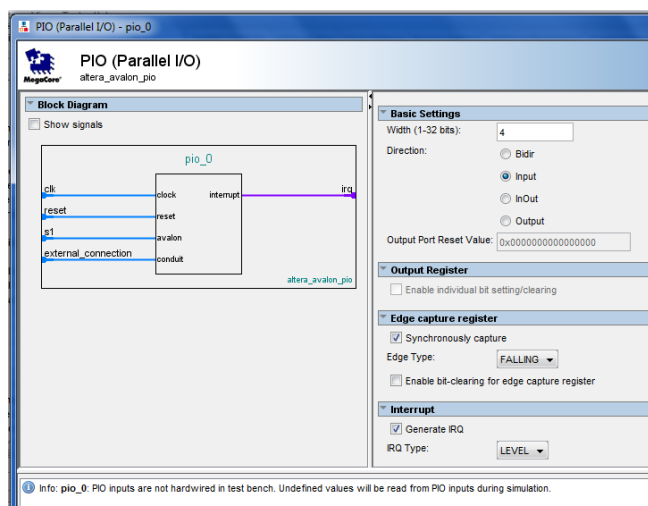 PIO (Parallel I/O) - pio_0
PIO (Parallel I/O)
altera_avalon_pio
MegaCore'
Block Diagram
Show signals
pio_0
clk
clock
interrupt
irq
reset
reset
s1
avalon
external_connection
conduit
altera_avalon_pio
Basic Settings
Width (1-32 bits):
4
Direction:
Bidir
Input
InOut
Output
Output Port Reset Value:
0x0000000000000000
Output Register
Enable individual bit setting/clearing
Edge capture register
Synchronously capture
Edge Type:
FALLING
Enable bit-clearing for edge capture register
Interrupt
Generate IRQ
IRQ Type:
LEVEL
Info: pio_0: PIO inputs are not hardwired in test bench. Undefined values will be read from PIO inputs during simulation.